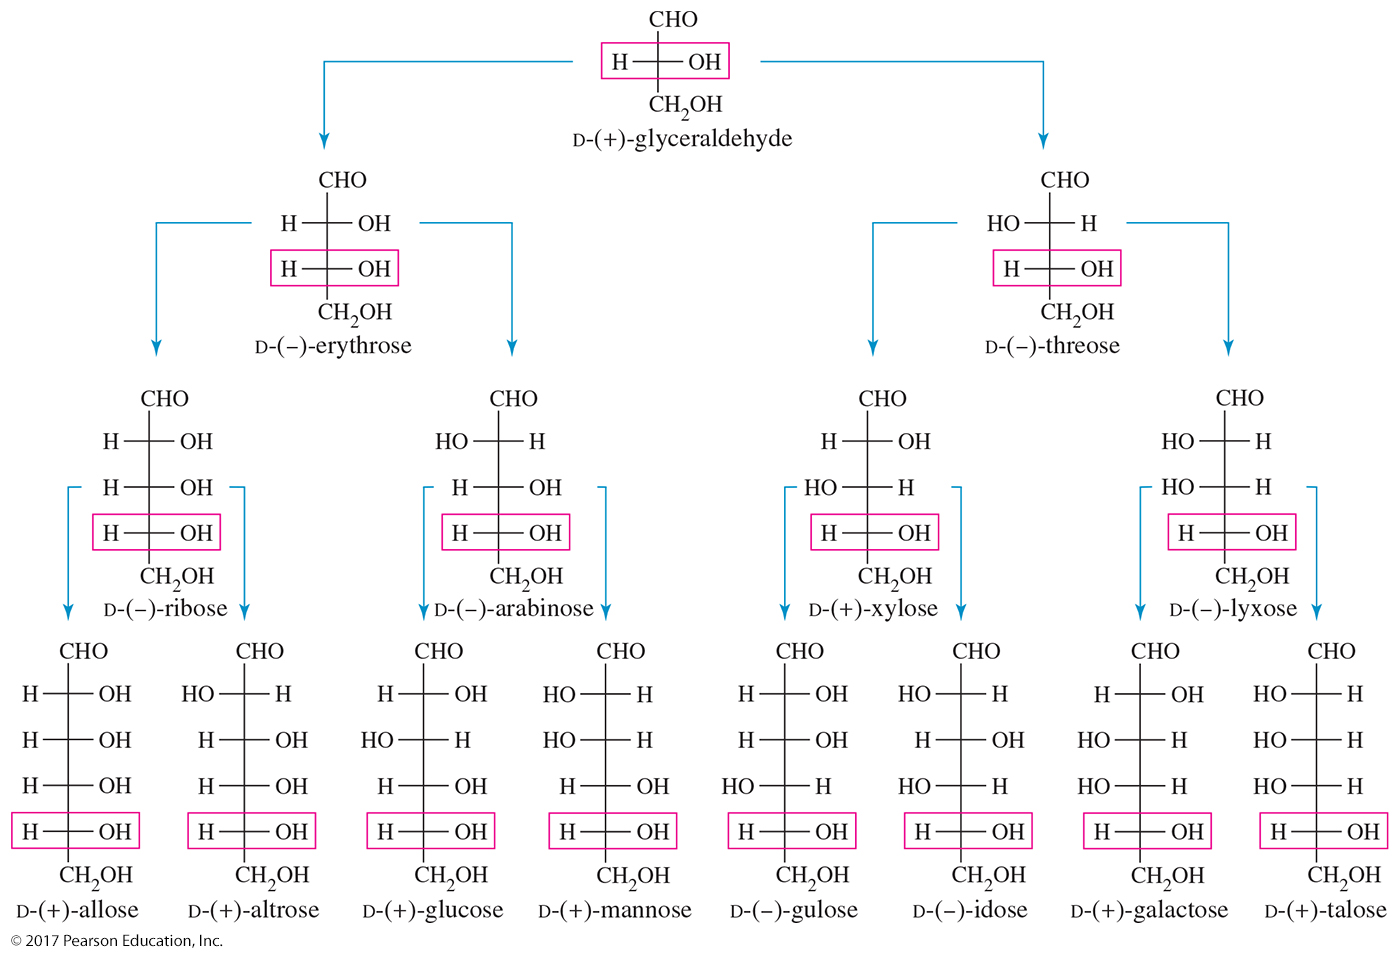 CHO
H OH
CH2OH
D-(+)-glyceraldehyde
CHO CHO
H OH HO H
H OH H OH
CH2OH CH2OH
D-(−)-erythrose D-(−)-threose
CHO CHO CHO CHO
H OH HO H H OH HO H
H OH H OH HO H HO H
H OH H OH H OH H OH
CH2OH CH2OH CH2OH CH2OH
D-(−)-ribose D-(−)-arabinose D-(+)-xylose D-(−)-lyxose
CHO CHO CHO CHO CHO CHO CHO CHO
H OH HO H H OH HO H H OH HO H H OH HO H
H OH H OH HO H HO H H OH H OH HO H HO H
H OH H OH H OH H OH HO H HO H HO H HO H
H OH H OH H OH H OH H OH H OH H OH H OH
CH2OH CH2OH CH2OH CH2OH CH2OH CH2OH CH2OH CH2OH
D-(+)-allose D-(+)-altrose D-(+)-glucose D-(+)-mannose D-(−)-gulose D-(−)-idose D-(+)-galactose D-(+)-talose
© 2017 Pearson Education, Inc.